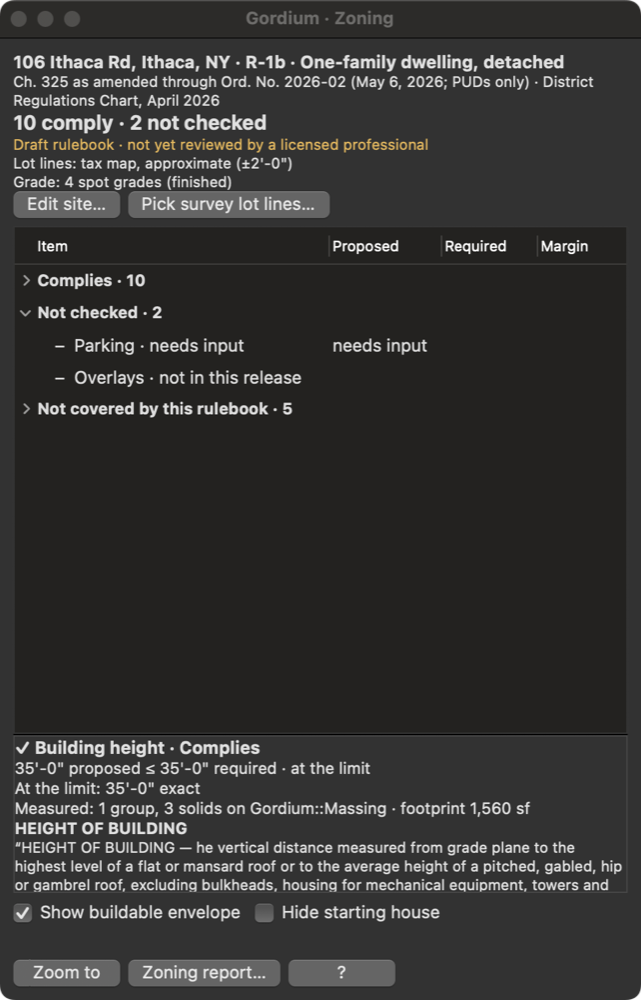 Gordium · Zoning
106 Ithaca Rd, Ithaca, NY · R-1b · One-family dwelling, detached
Ch. 325 as amended through Ord. No. 2026-02 (May 6, 2026; PUDs only) · District
Regulations Chart, April 2026
10 comply · 2 not checked
Draft rulebook · not yet reviewed by a licensed professional
Lot lines: tax map, approximate (±2'-0")
Grade: 4 spot grades (finished)
Edit site... Pick survey lot lines...
Item Proposed Required Margin
Complies · 10
Not checked · 2
– Parking · needs input needs input
– Overlays · not in this release
Not covered by this rulebook · 5
✓ Building height · Complies
35'-0" proposed ≤ 35'-0" required · at the limit
At the limit: 35'-0" exact
Measured: 1 group, 3 solids on Gordium::Massing · footprint 1,560 sf
HEIGHT OF BUILDING
“HEIGHT OF BUILDING — he vertical distance measured from grade plane to the
highest level of a flat or mansard roof or to the average height of a pitched, gabled, hip
or gambrel roof, excluding bulkheads, housing for mechanical equipment, towers and
Show buildable envelope Hide starting house
Zoom to Zoning report... ?